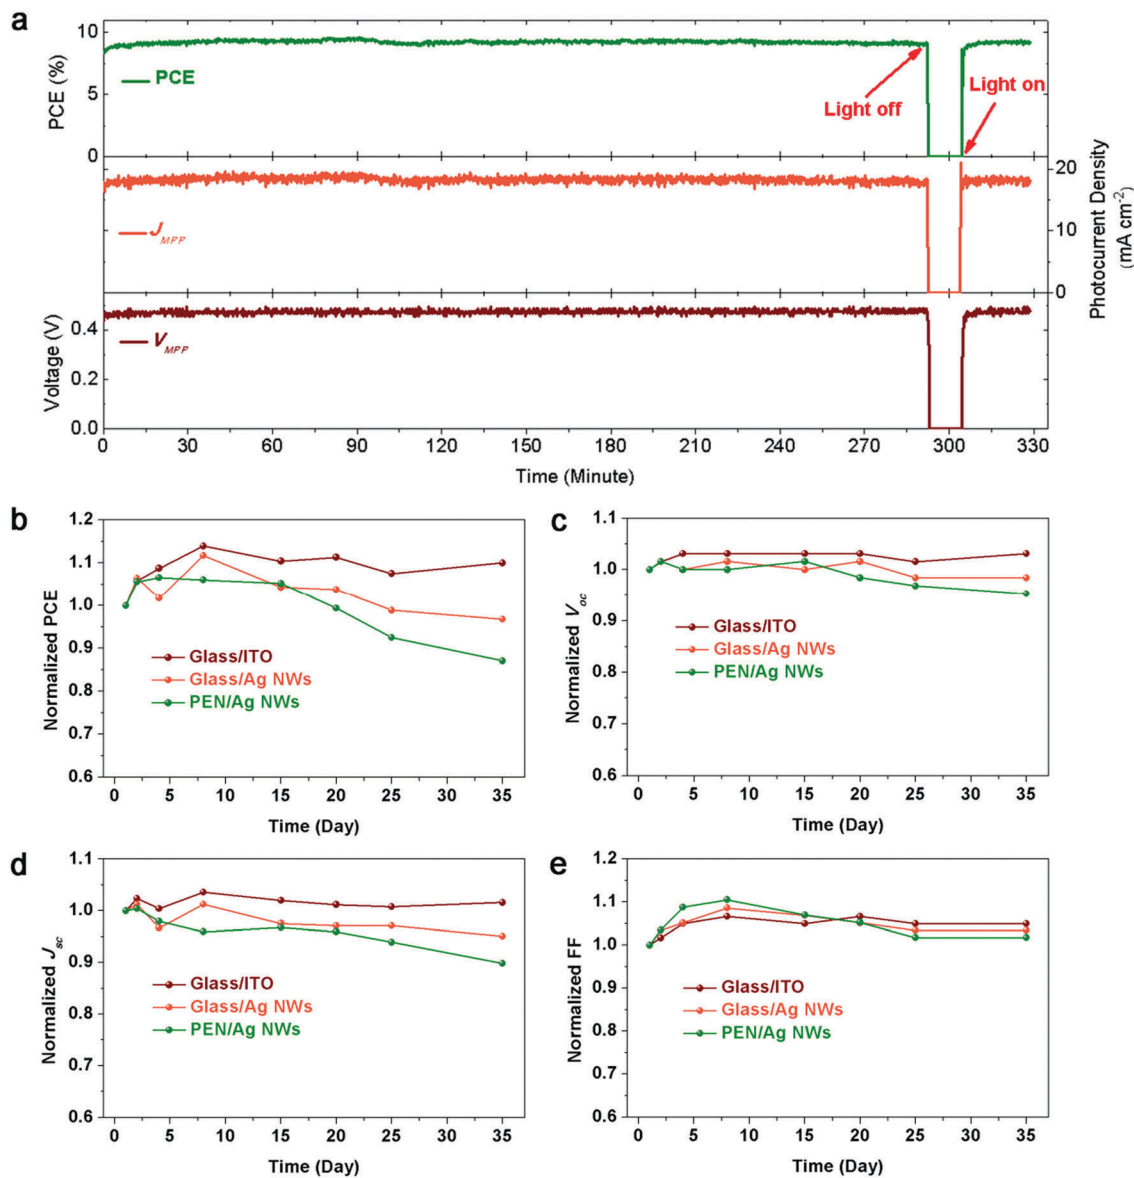 a
10
5
0
PCE (%)
PCE
Light off
Light on
J MPP
20
10
0
Photocurrent Density
(mA cm-2)
0.4
0.2
0.0
Voltage (V)
V MPP
0 30 60 90 120 150 180 210 240 270 300 330
Time (Minute)
b
1.2
1.1
1.0
0.9
0.8
0.7
0.6
Normalized PCE
Glass/ITO
Glass/Ag NWs
PEN/Ag NWs
0 5 10 15 20 25 30 35
Time (Day)
c
1.1
1.0
0.9
0.8
0.7
0.6
Normalized Voc
Glass/ITO
Glass/Ag NWs
PEN/Ag NWs
0 5 10 15 20 25 30 35
Time (Day)
d
1.1
1.0
0.9
0.8
0.7
0.6
Normalized Jsc
Glass/ITO
Glass/Ag NWs
PEN/Ag NWs
0 5 10 15 20 25 30 35
Time (Day)
e
1.2
1.1
1.0
0.9
0.8
0.7
0.6
Normalized FF
Glass/ITO
Glass/Ag NWs
PEN/Ag NWs
0 5 10 15 20 25 30 35
Time (Day)